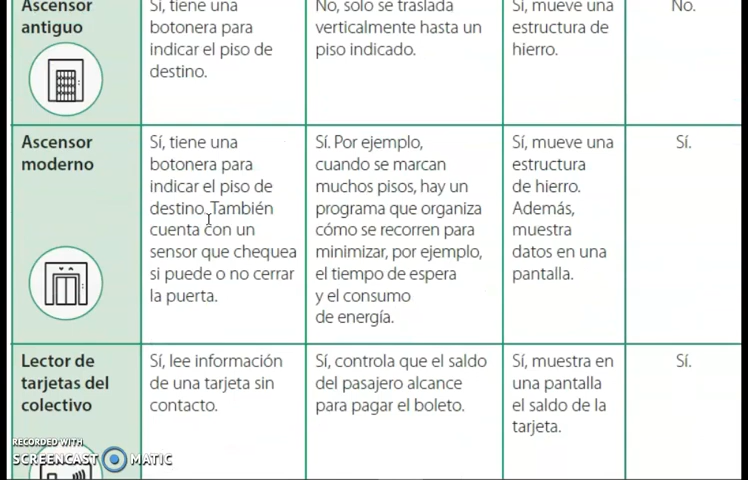 Ascensor
antiguo
Sí, tiene una
botonera para
indicar el piso de
destino.
No, solo se traslada
verticalmente hasta un
piso indicado.
Sí, mueve una
estructura de
hierro.
No.
Ascensor
moderno
Sí, tiene una
botonera para
indicar el piso de
destino. También
cuenta con un
sensor que chequea
si puede o no cerrar
la puerta.
Sí. Por ejemplo,
cuando se marcan
muchos pisos, hay un
programa que organiza
cómo se recorren para
minimizar, por ejemplo,
el tiempo de espera
y el consumo
de energía.
Sí, mueve una
estructura
de hierro.
Además,
muestra
datos en una
pantalla.
Sí.
Lector de
tarjetas del
colectivo
Sí, lee información
de una tarjeta sin
contacto.
Sí, controla que el saldo
del pasajero alcance
para pagar el boleto.
Sí, muestra en
una pantalla
el saldo de la
tarjeta.
Sí.
RECORDED WITH
SCREENCAST MATIC